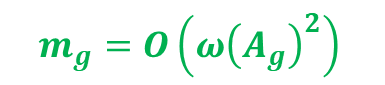 m_g = O(ω(A_g)^2)